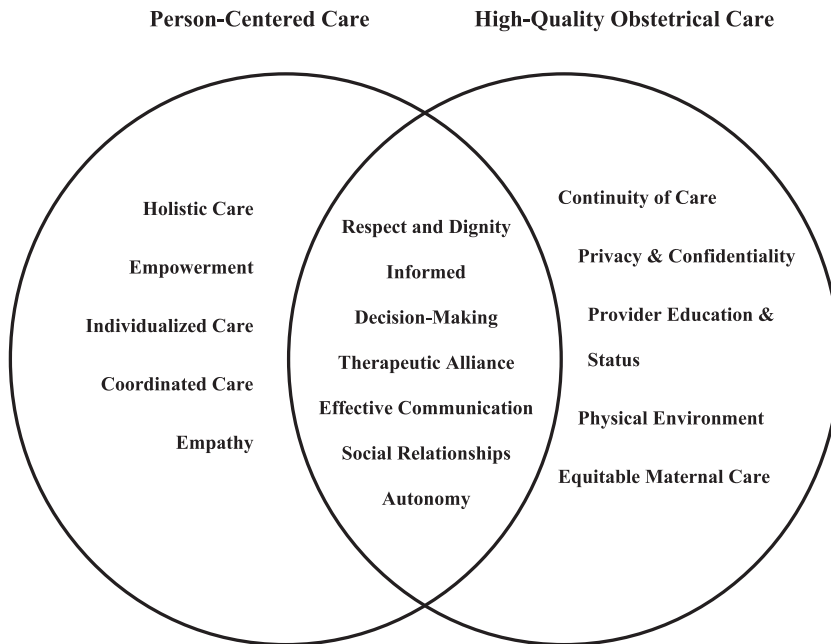 Person-Centered Care
High-Quality Obstetrical Care
Holistic Care
Empowerment
Individualized Care
Coordinated Care
Empathy
Respect and Dignity
Informed
Decision-Making
Therapeutic Alliance
Effective Communication
Social Relationships
Autonomy
Continuity of Care
Privacy & Confidentiality
Provider Education &
Status
Physical Environment
Equitable Maternal Care